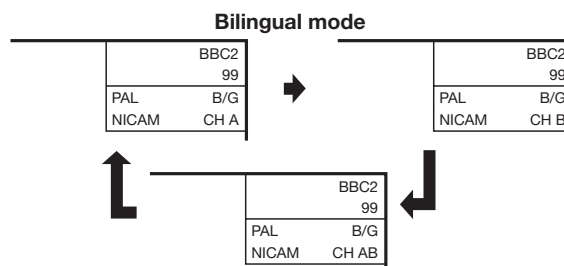 Bilingual mode
BBC2
99
PAL B/G
NICAM CH A
BBC2
99
PAL B/G
NICAM CH B
BBC2
99
PAL B/G
NICAM CH AB